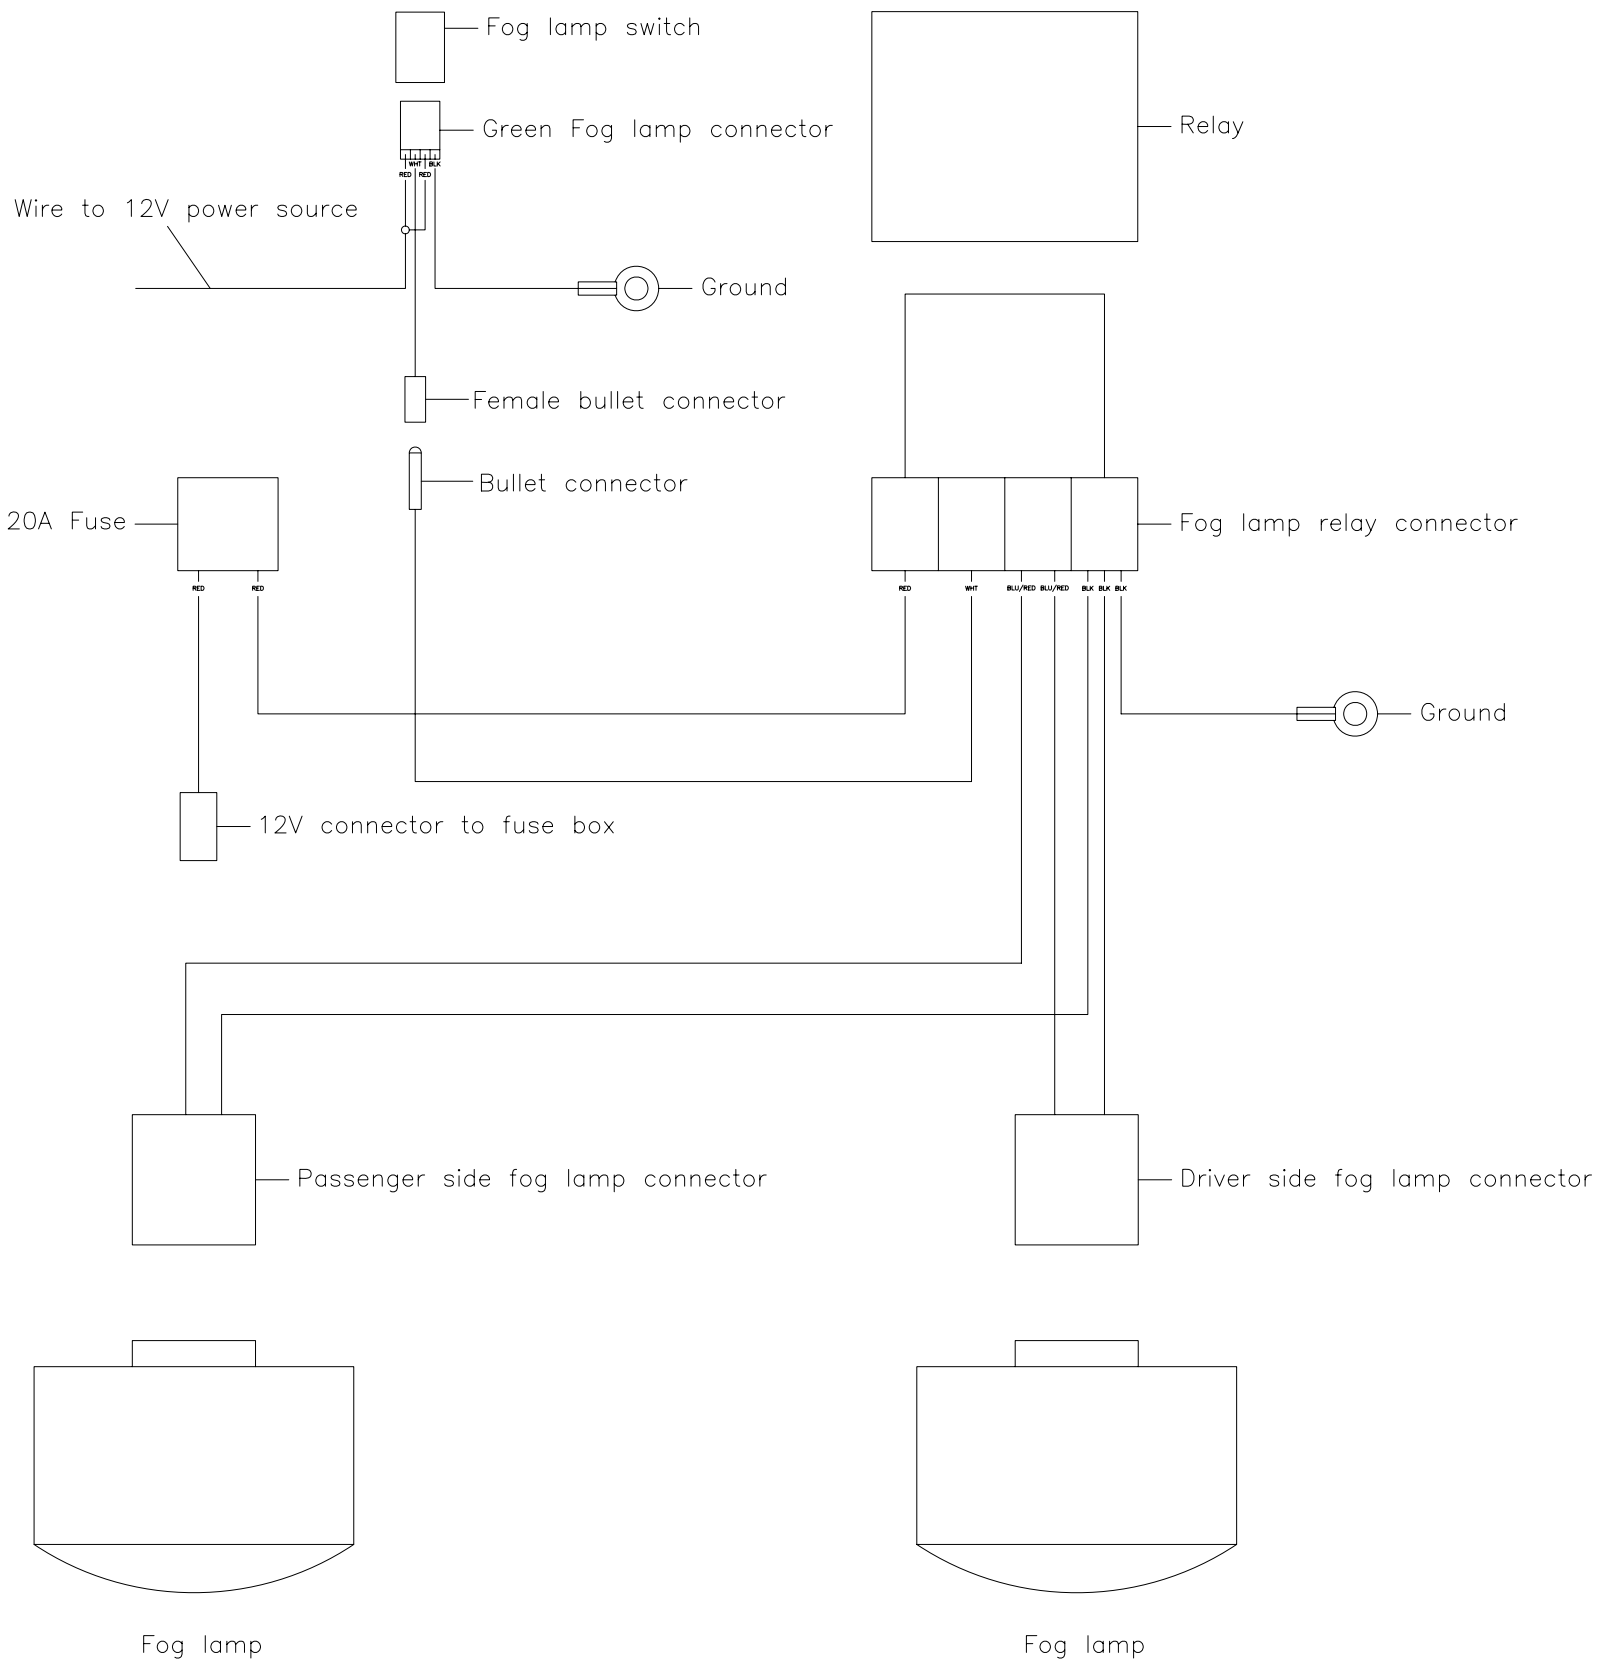 Fog lamp switch
Relay
Green Fog lamp connector
WHT BLK
RED RED
Wire to 12V power source
Ground
Female bullet connector
Bullet connector
20A Fuse
Fog lamp relay connector
RED RED
RED WHT BLU/RED BLU/RED BLK BLK BLK
Ground
12V connector to fuse box
Passenger side fog lamp connector
Driver side fog lamp connector
Fog lamp
Fog lamp